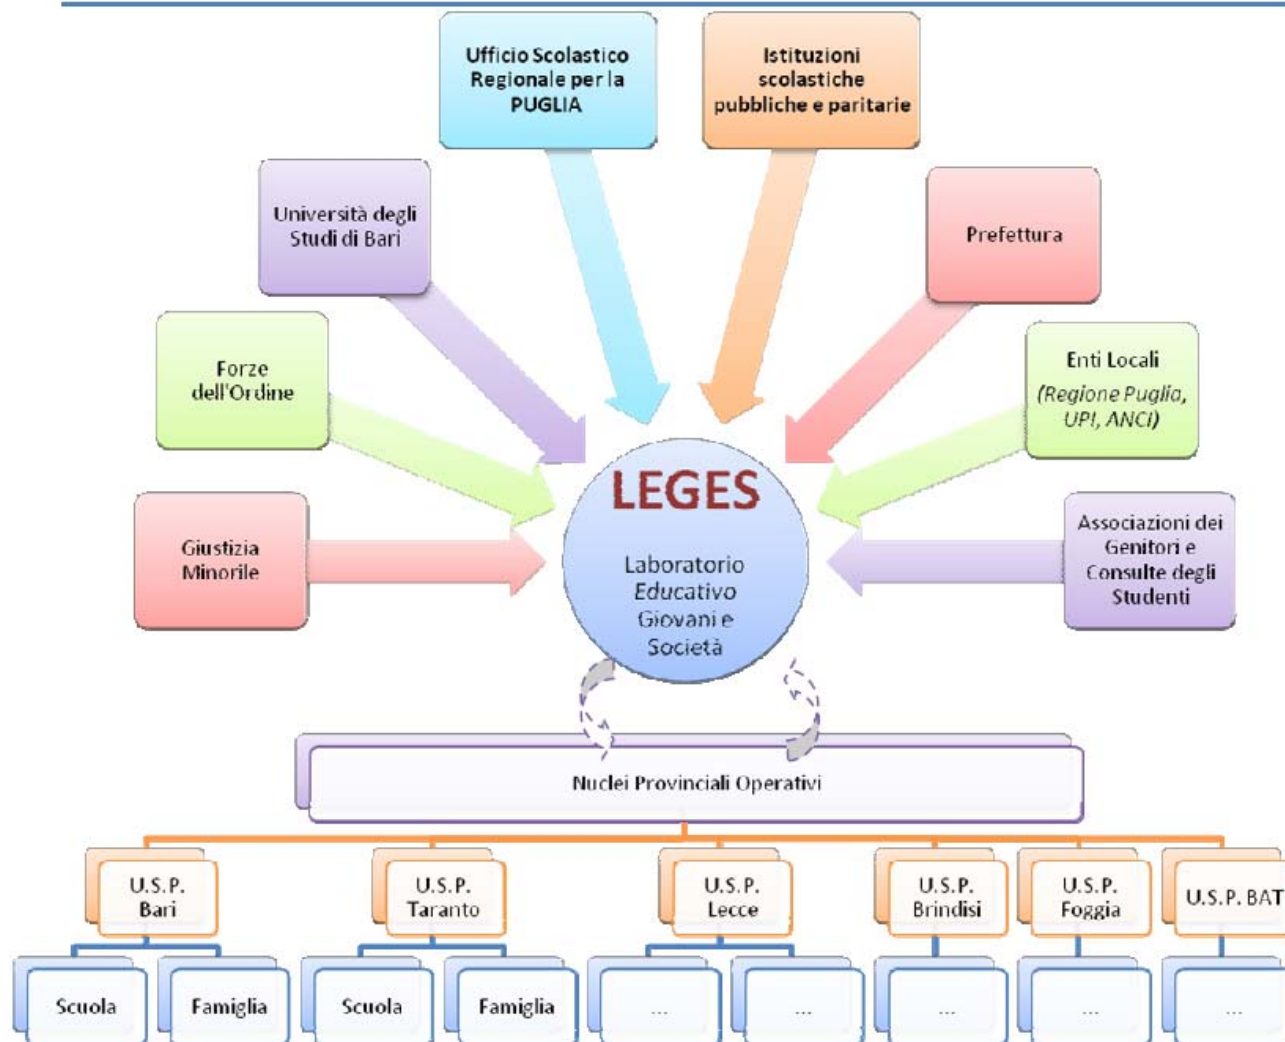 Ufficio Scolastico
Regionale per la
PUGLIA
Istituzioni
scolastiche
pubbliche e paritarie
Università degli
Studi di Bari
Prefettura
Forze
dell'Ordine
Enti Locali
(Regione Puglia,
UPI, ANCI)
Giustizia
Minorile
Associazioni dei
Genitori e
Consulte degli
Studenti
LEGES
Laboratorio
Educativo
Giovani e
Società
Nuclei Provinciali Operativi
U.S.P.
Bari
U.S.P.
Taranto
U.S.P.
Lecce
U.S.P.
Brindisi
U.S.P.
Foggia
U.S.P. BAT
Scuola
Famiglia
Scuola
Famiglia
...
...
...
...
...